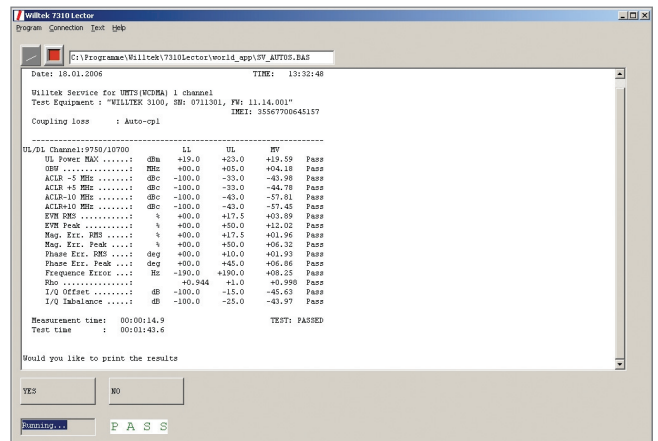 Willtek 7310 Lector
Program Connection Text Help
C:\Programme\Willtek\7310Lector\world_app\SV_AUTOS.BAS
Date: 18.01.2006 TIME: 13:32:48
Willtek Service for UMTS(WCDMA) 1 channel
Test Equipment : "WILLTEK 3100, SN: 0711301, FW: 11.14.001"
IMEI: 35567700645157
Coupling loss : Auto-cpl
------------------------------------------------------------
UL/DL Channel:9750/10700 LL UL MV
UL Power MAX ......: dBm +19.0 +23.0 +19.59 Pass
OBW ...............: MHz +00.0 +05.0 +04.18 Pass
ACLR -5 MHz .......: dBc -100.0 -33.0 -43.98 Pass
ACLR +5 MHz .......: dBc -100.0 -33.0 -44.78 Pass
ACLR-10 MHz .......: dBc -100.0 -43.0 -57.81 Pass
ACLR+10 MHz .......: dBc -100.0 -43.0 -57.45 Pass
EVM RMS ...........: % +00.0 +17.5 +03.89 Pass
EVM Peak ..........: % +00.0 +50.0 +12.02 Pass
Mag. Err. RMS .....: % +00.0 +17.5 +01.96 Pass
Mag. Err. Peak ....: % +00.0 +50.0 +06.32 Pass
Phase Err. RMS ....: deg +00.0 +10.0 +01.93 Pass
Phase Err. Peak ...: deg +00.0 +45.0 +06.86 Pass
Frequence Error ...: Hz -190.0 +190.0 +08.25 Pass
Rho ...............: +0.944 +1.0 +0.998 Pass
I/Q Offset ........: dB -100.0 -15.0 -45.63 Pass
I/Q Imbalance .....: dB -100.0 -25.0 -43.97 Pass
Measurement time: 00:00:14.9 TEST: PASSED
Test time : 00:01:43.6
Would you like to print the results
YES NO
Running... P A S S